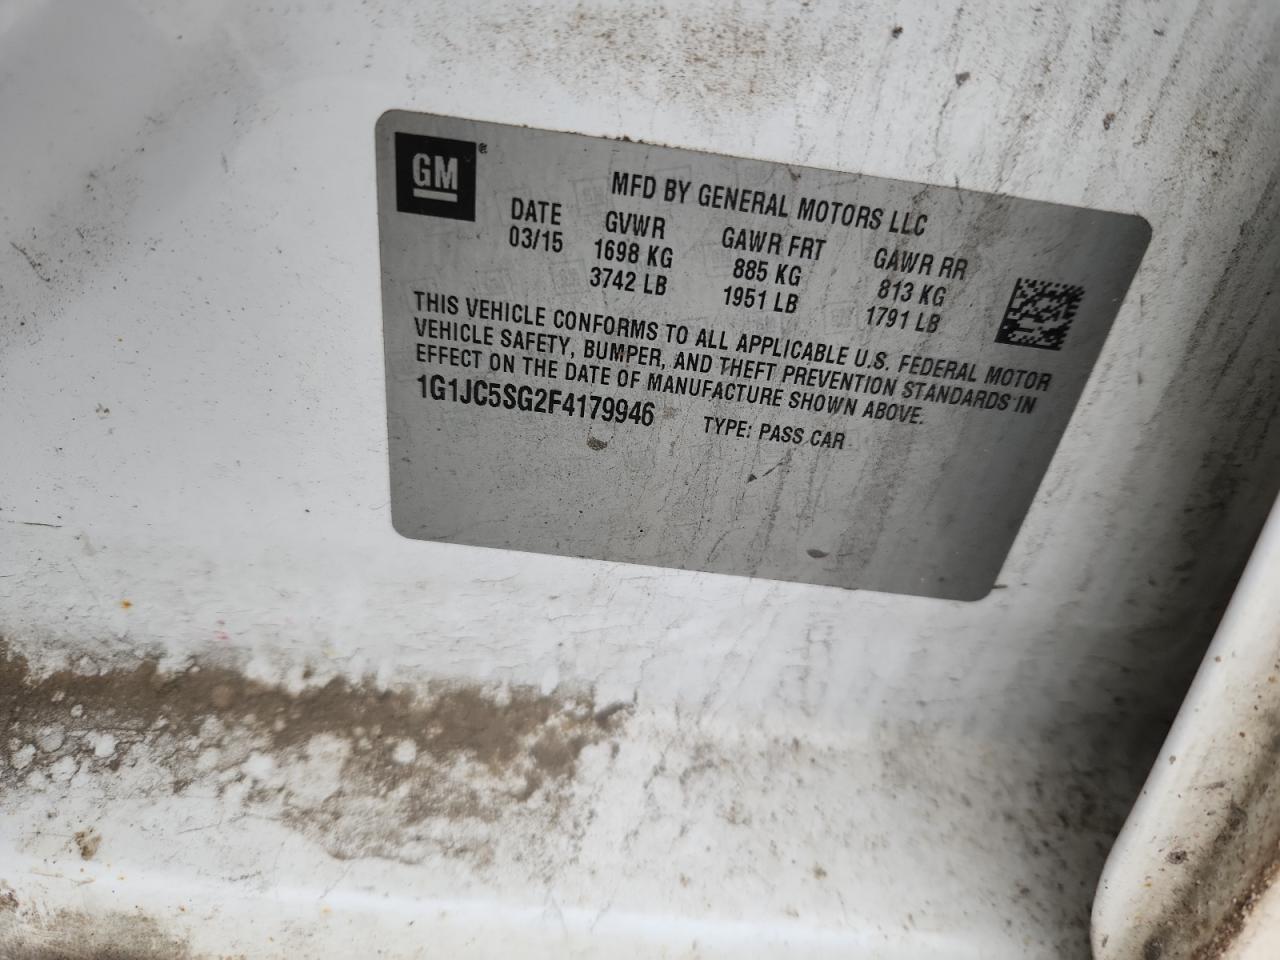 GM®
MFD BY GENERAL MOTORS LLC
DATE GVWR GAWR FRT GAWR RR
03/15 1698 KG 885 KG 813 KG
3742 LB 1951 LB 1791 LB
THIS VEHICLE CONFORMS TO ALL APPLICABLE U.S. FEDERAL MOTOR
VEHICLE SAFETY, BUMPER, AND THEFT PREVENTION STANDARDS IN
EFFECT ON THE DATE OF MANUFACTURE SHOWN ABOVE.
1G1JC5SG2F4179946 TYPE: PASS CAR